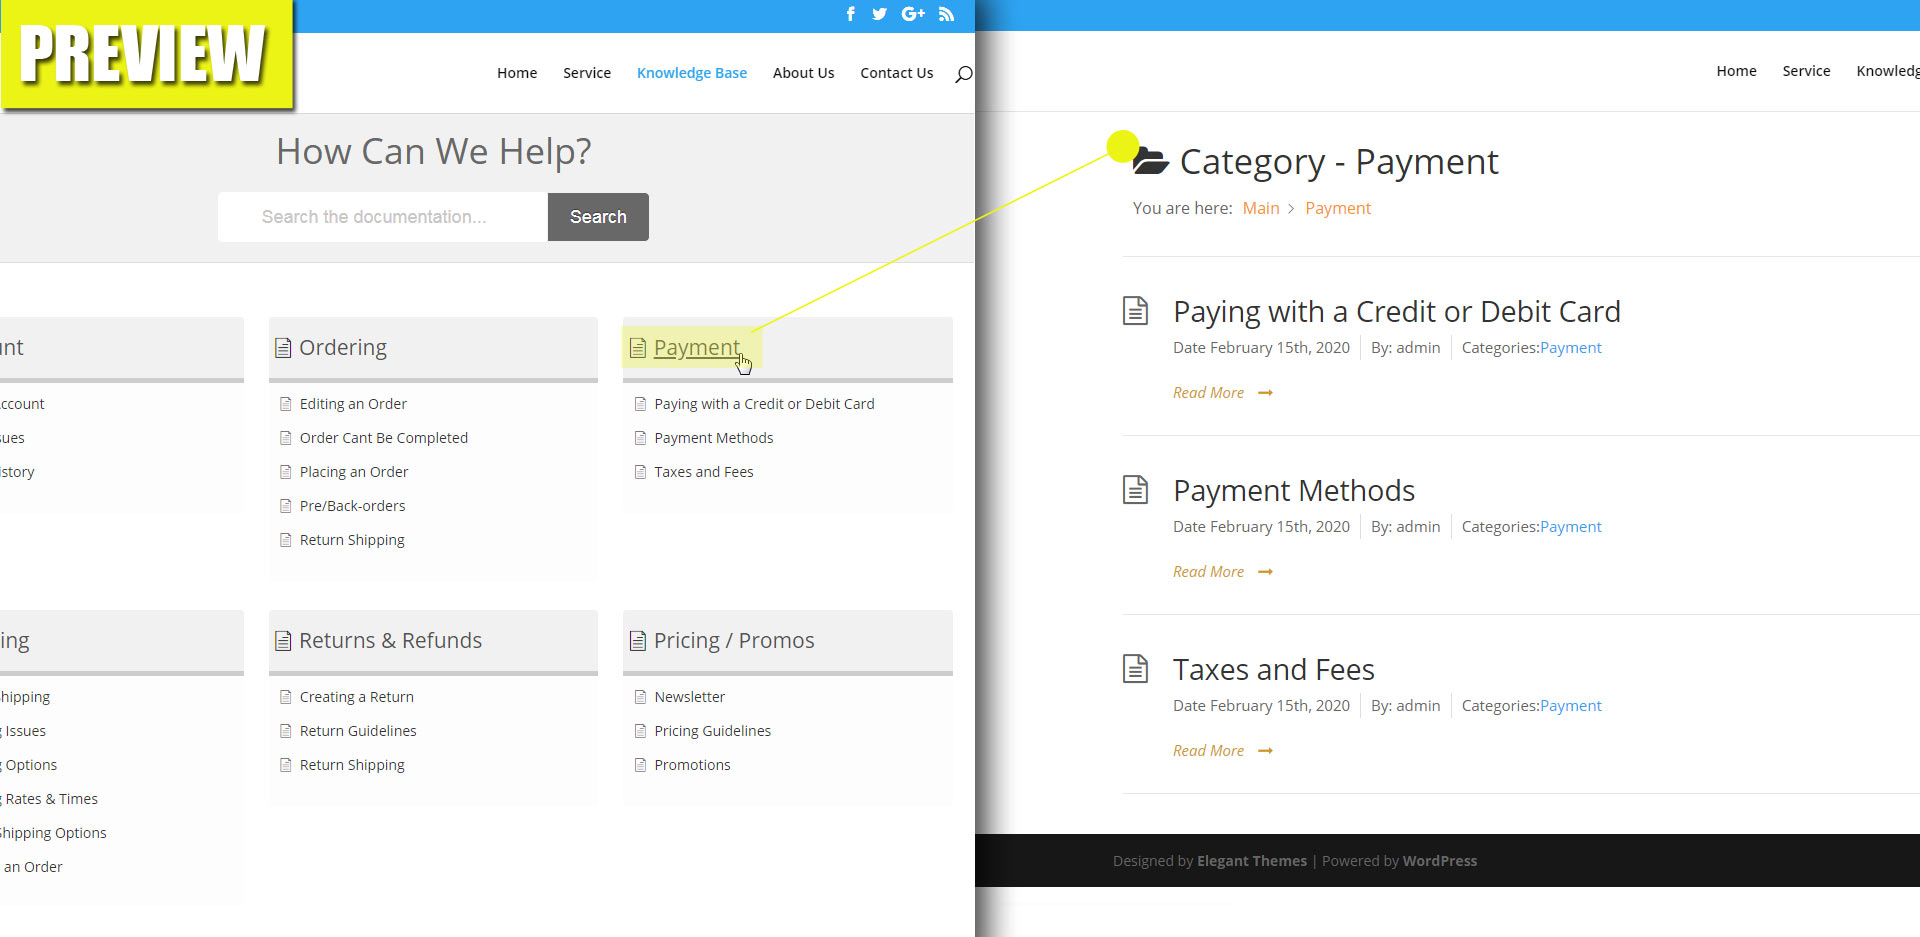 PREVIEW
Home Service Knowledge Base About Us Contact Us
How Can We Help?
Search the documentation... Search
unt
ccount
sues
istory
Ordering
Editing an Order
Order Cant Be Completed
Placing an Order
Pre/Back-orders
Return Shipping
Payment
Paying with a Credit or Debit Card
Payment Methods
Taxes and Fees
ing
hipping
g Issues
g Options
g Rates & Times
Shipping Options
an Order
Returns & Refunds
Creating a Return
Return Guidelines
Return Shipping
Pricing / Promos
Newsletter
Pricing Guidelines
Promotions
Home Service Knowledg
Category - Payment
You are here: Main > Payment
Paying with a Credit or Debit Card
Date February 15th, 2020 By: admin Categories:Payment
Read More →
Payment Methods
Date February 15th, 2020 By: admin Categories:Payment
Read More →
Taxes and Fees
Date February 15th, 2020 By: admin Categories:Payment
Read More →
Designed by Elegant Themes | Powered by WordPress